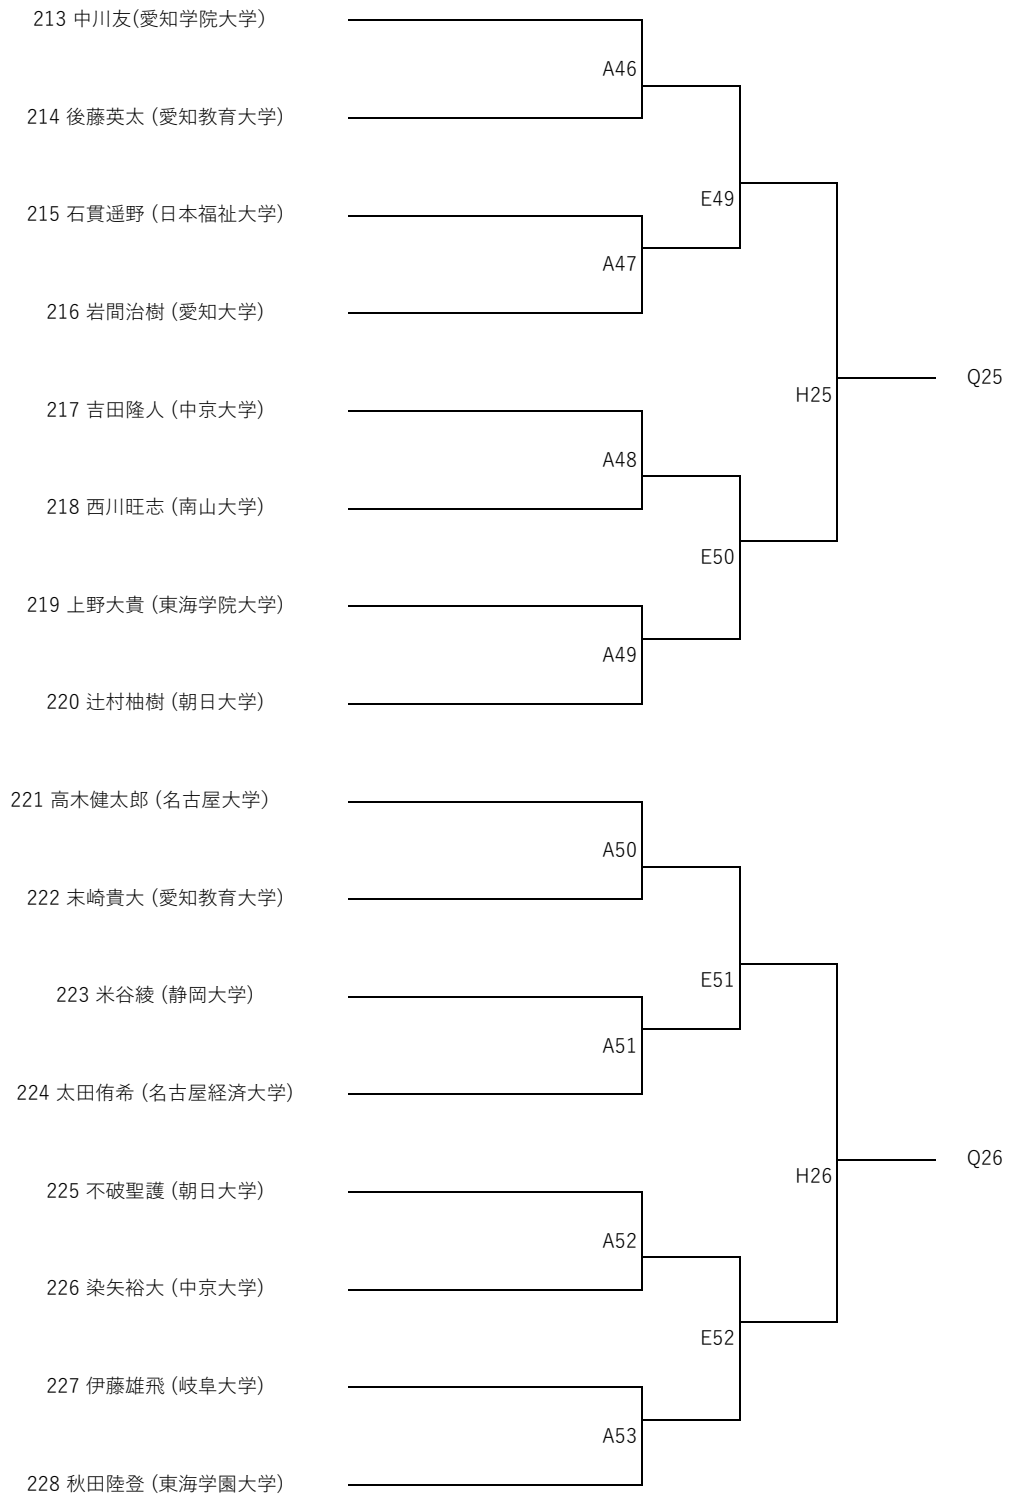 213 中川友(愛知学院大学)
A46
214 後藤英太 (愛知教育大学)
E49
215 石貫遥野 (日本福祉大学)
A47
216 岩間治樹 (愛知大学)
H25
Q25
217 吉田隆人 (中京大学)
A48
218 西川旺志 (南山大学)
E50
219 上野大貴 (東海学院大学)
A49
220 辻村柚樹 (朝日大学)
221 高木健太郎 (名古屋大学)
A50
222 末崎貴大 (愛知教育大学)
E51
223 米谷綾 (静岡大学)
A51
224 太田侑希 (名古屋経済大学)
H26
Q26
225 不破聖護 (朝日大学)
A52
226 染矢裕大 (中京大学)
E52
227 伊藤雄飛 (岐阜大学)
A53
228 秋田陸登 (東海学園大学)